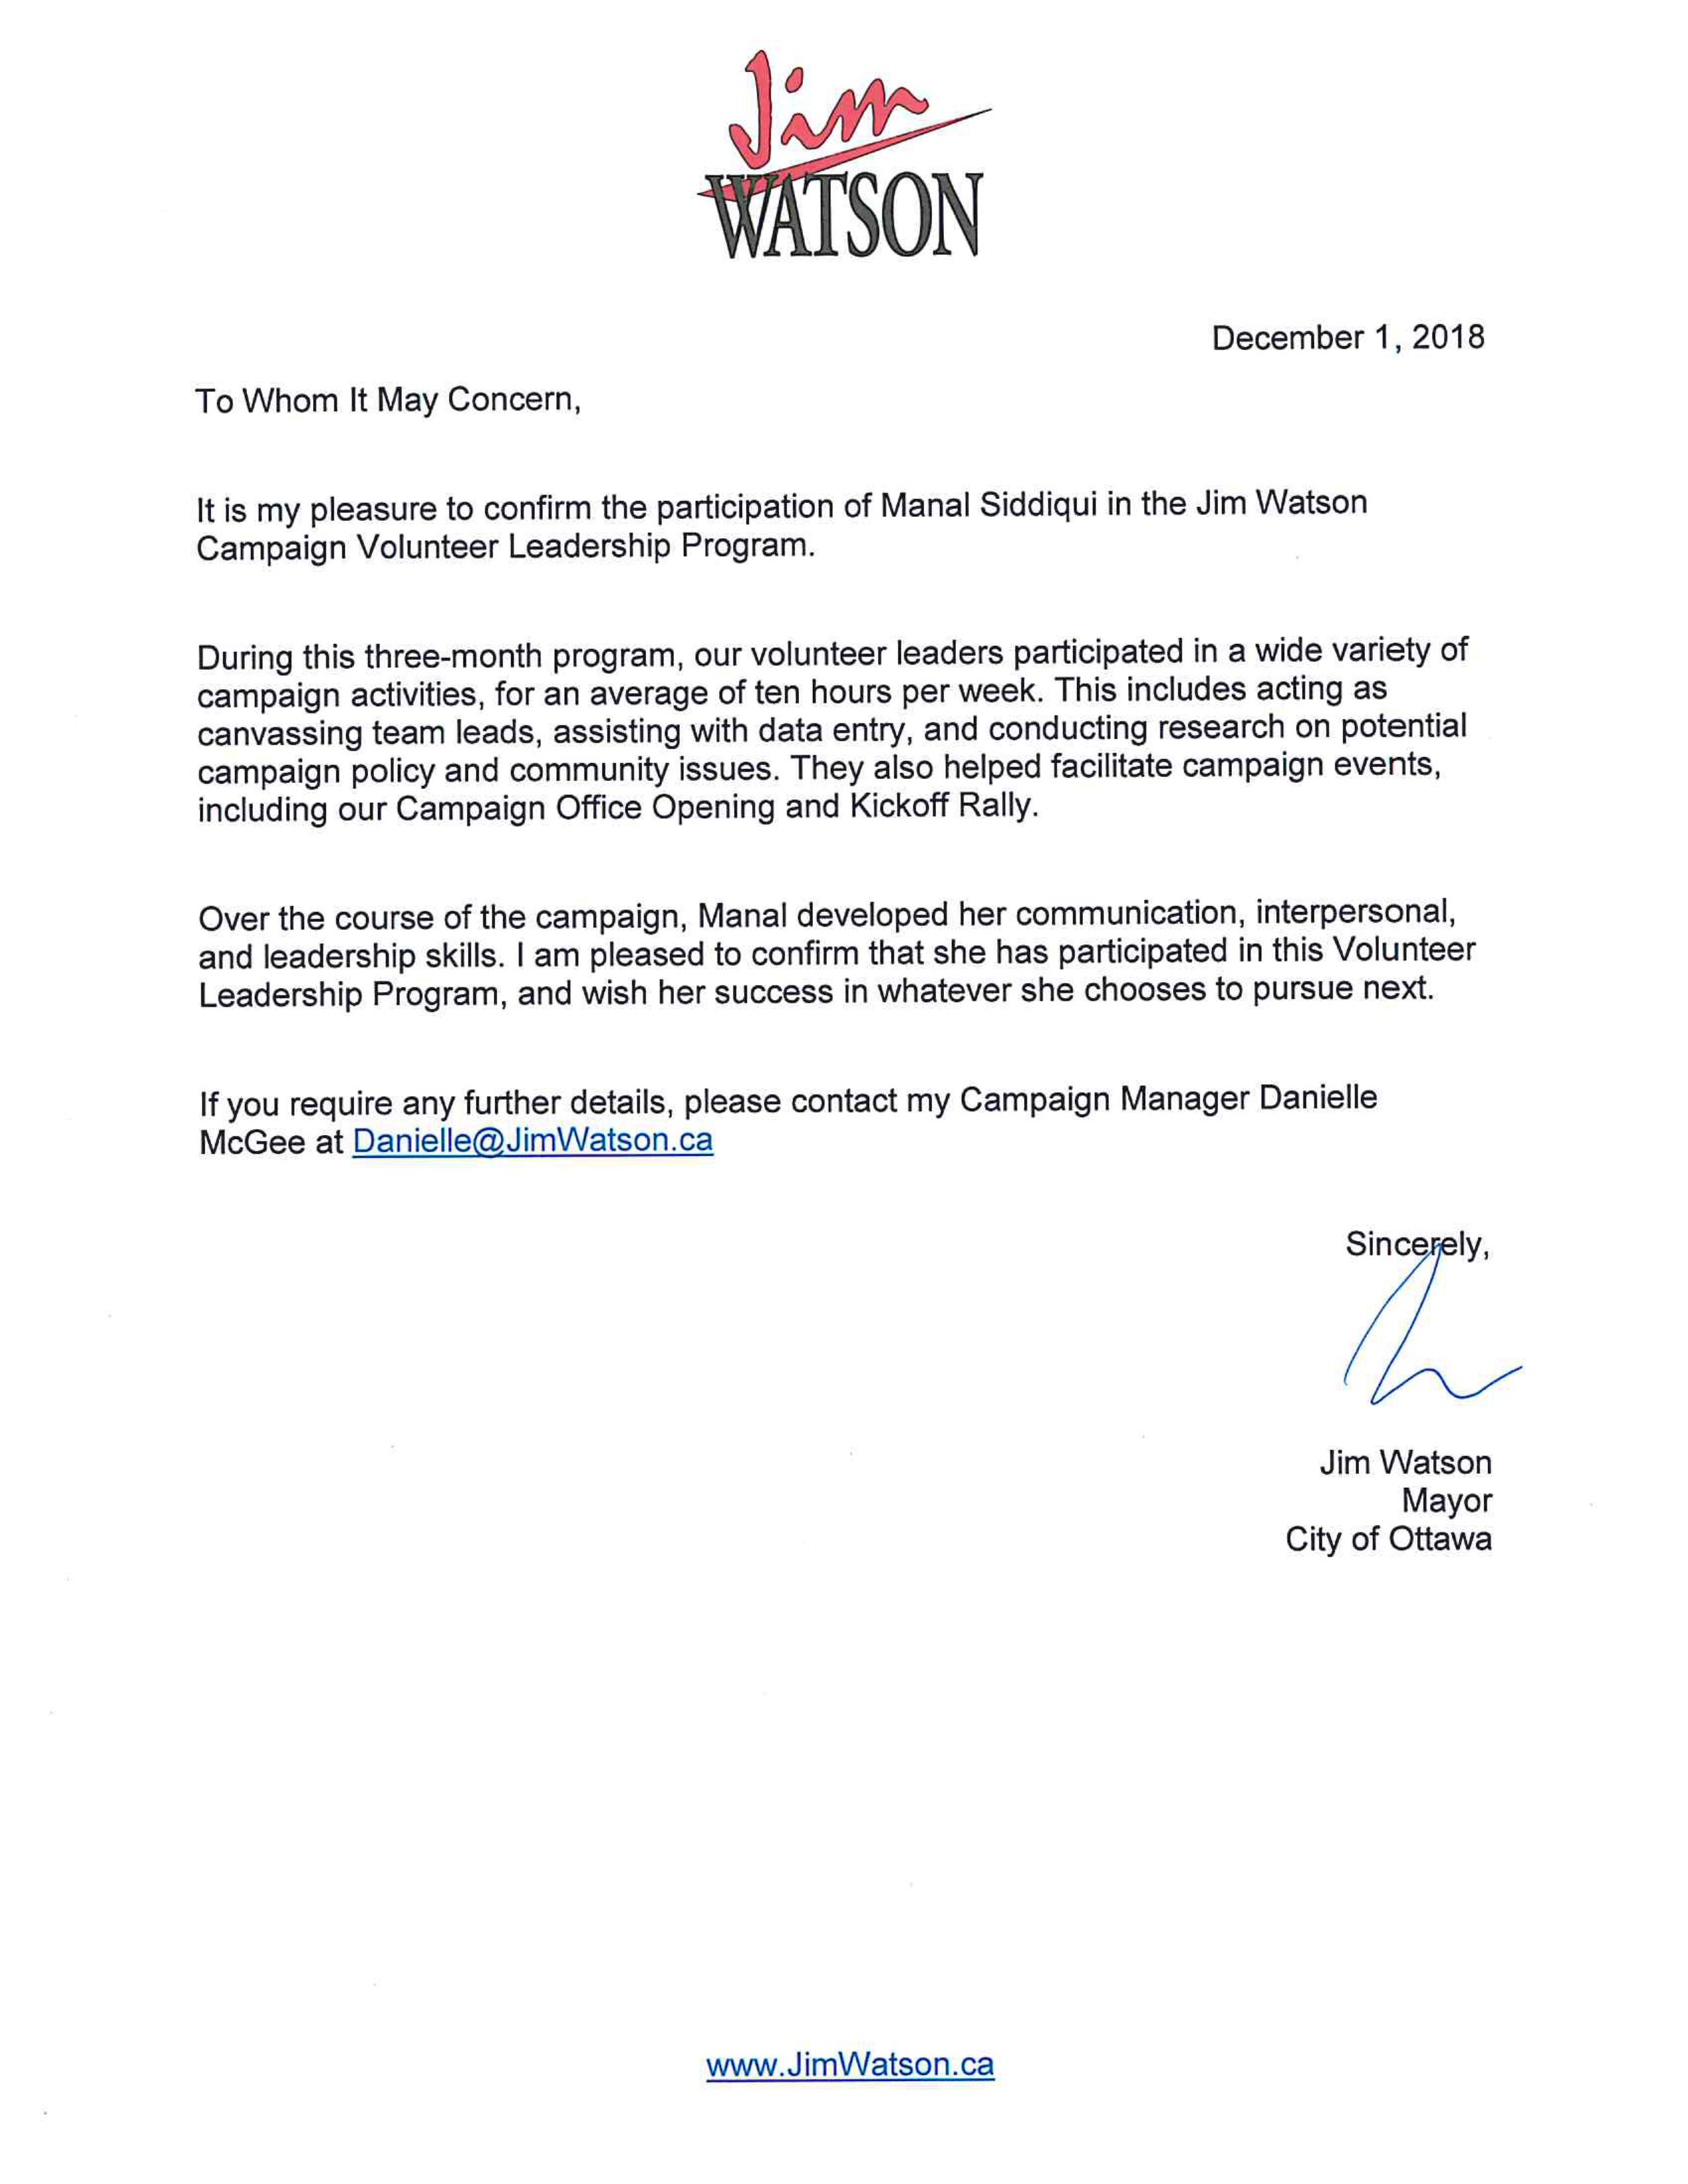 Jim
WATSON
December 1, 2018
To Whom It May Concern,
It is my pleasure to confirm the participation of Manal Siddiqui in the Jim Watson
Campaign Volunteer Leadership Program.
During this three-month program, our volunteer leaders participated in a wide variety of
campaign activities, for an average of ten hours per week. This includes acting as
canvassing team leads, assisting with data entry, and conducting research on potential
campaign policy and community issues. They also helped facilitate campaign events,
including our Campaign Office Opening and Kickoff Rally.
Over the course of the campaign, Manal developed her communication, interpersonal,
and leadership skills. I am pleased to confirm that she has participated in this Volunteer
Leadership Program, and wish her success in whatever she chooses to pursue next.
If you require any further details, please contact my Campaign Manager Danielle
McGee at Danielle@JimWatson.ca
Sincerely,
Jim Watson
Mayor
City of Ottawa
www.JimWatson.ca